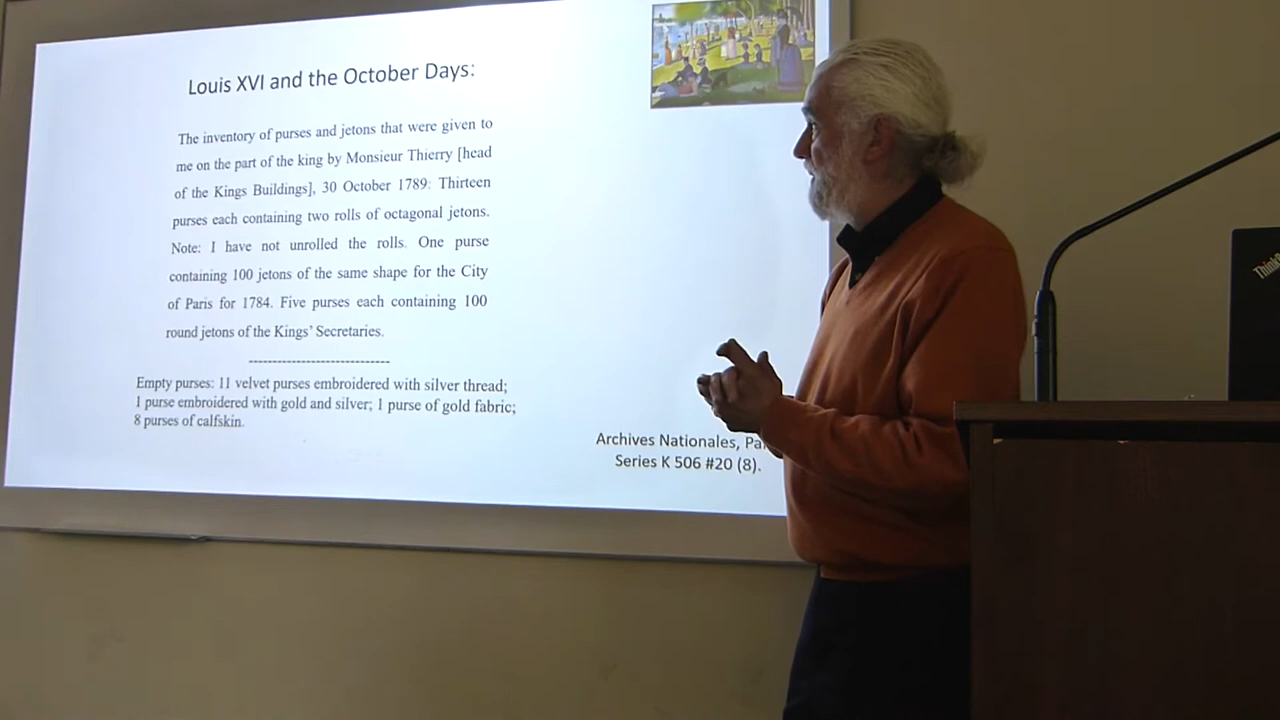 Louis XVI and the October Days:
The inventory of purses and jetons that were given to
me on the part of the king by Monsieur Thierry [head
of the Kings Buildings], 30 October 1789: Thirteen
purses each containing two rolls of octagonal jetons.
Note: I have not unrolled the rolls. One purse
containing 100 jetons of the same shape for the City
of Paris for 1784. Five purses each containing 100
round jetons of the Kings' Secretaries.
-----------------------------
Empty purses: 11 velvet purses embroidered with silver thread;
1 purse embroidered with gold and silver; 1 purse of gold fabric;
8 purses of calfskin.
Archives Nationales,
Series K 506 #20 (8).